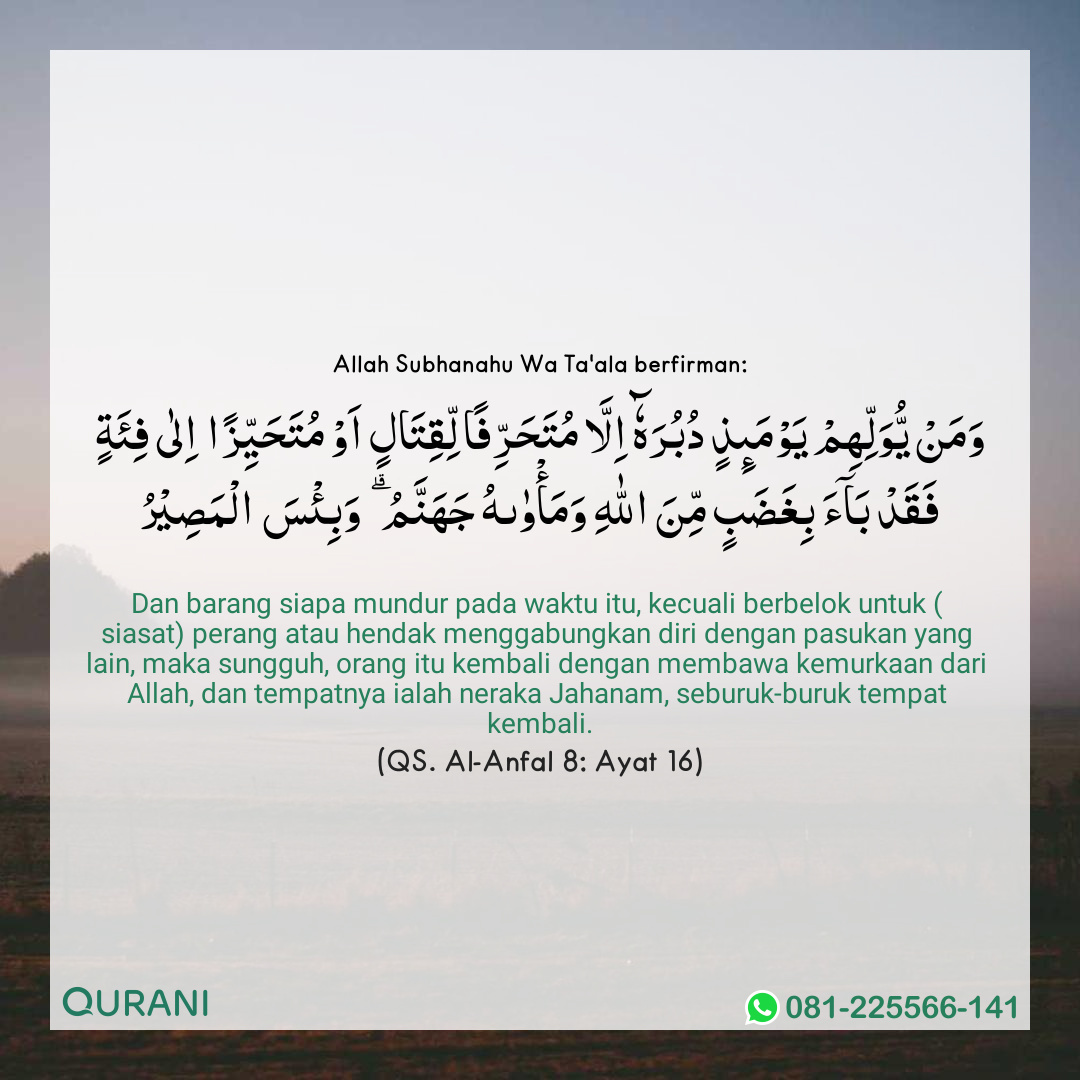 Allah Subhanahu Wa Ta'ala berfirman:
وَمَنْ يُّوَلِّهِمْ يَوْمَىِٕذٍ دُبُرَهٗٓ اِلَّا مُتَحَرِّفًا لِّقِتَالٍ اَوْ مُتَحَيِّزًا اِلٰى فِئَةٍ
فَقَدْ بَاۤءَ بِغَضَبٍ مِّنَ اللّٰهِ وَمَأْوٰىهُ جَهَنَّمُ ۗ وَبِئْسَ الْمَصِيْرُ
Dan barang siapa mundur pada waktu itu, kecuali berbelok untuk (
siasat) perang atau hendak menggabungkan diri dengan pasukan yang
lain, maka sungguh, orang itu kembali dengan membawa kemurkaan dari
Allah, dan tempatnya ialah neraka Jahanam, seburuk-buruk tempat
kembali.
(QS. Al-Anfal 8: Ayat 16)
QURANI
081-225566-141